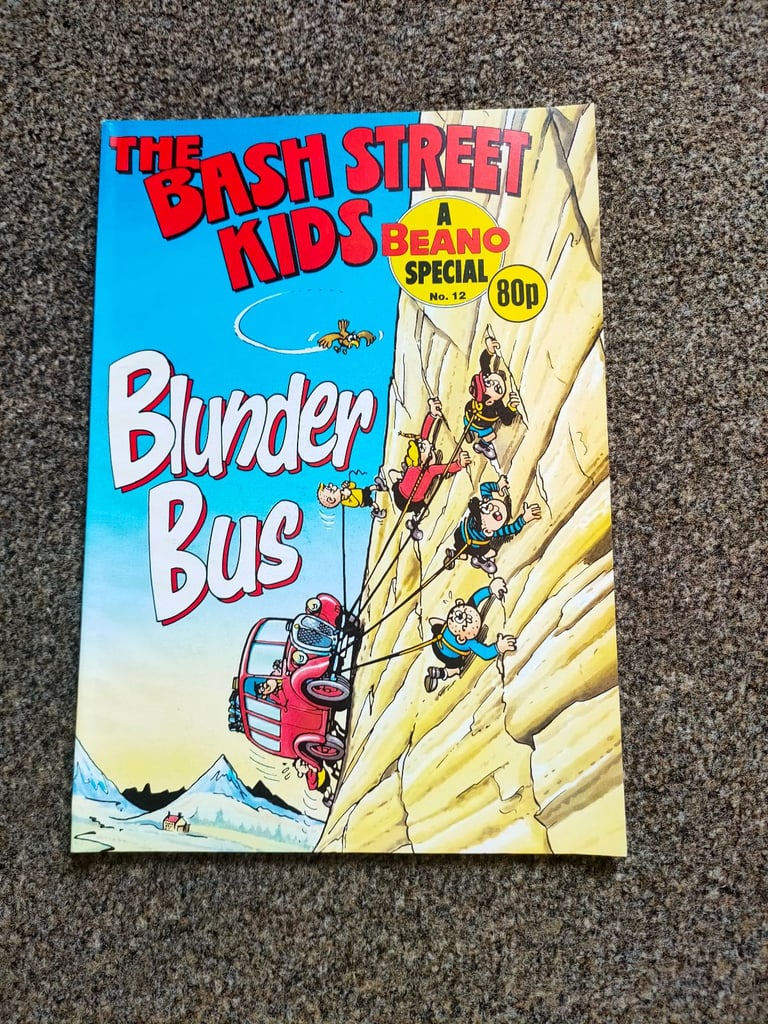 THE
BASH STREET
KIDS
A
BEANO
SPECIAL
No. 12
80p
Blunder
Bus